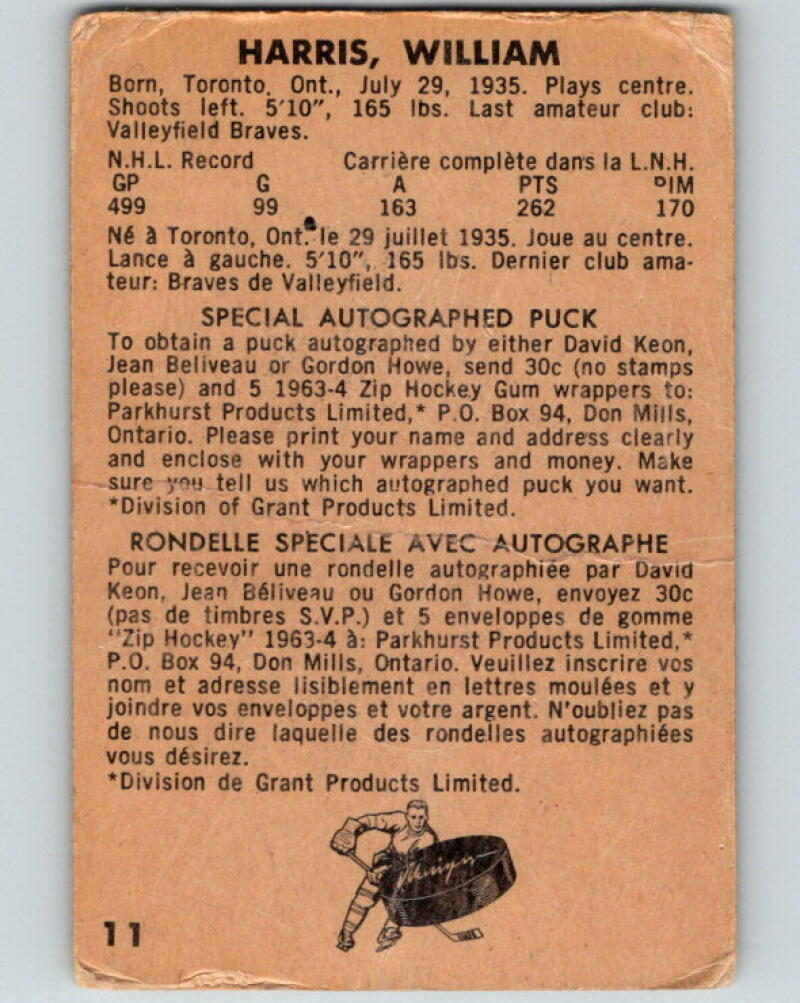 HARRIS, WILLIAM
Born, Toronto, Ont., July 29, 1935. Plays centre.
Shoots left. 5'10", 165 lbs. Last amateur club:
Valleyfield Braves.
N.H.L. Record Carrière complète dans la L.N.H.
GP G A PTS PIM
499 99 163 262 170
Né à Toronto, Ont. le 29 juillet 1935. Joue au centre.
Lance à gauche. 5'10", 165 lbs. Dernier club ama-
teur: Braves de Valleyfield.
SPECIAL AUTOGRAPHED PUCK
To obtain a puck autographed by either David Keon,
Jean Beliveau or Gordon Howe, send 30c (no stamps
please) and 5 1963-4 Zip Hockey Gum wrappers to:
Parkhurst Products Limited,* P.O. Box 94, Don Mills,
Ontario. Please print your name and address clearly
and enclose with your wrappers and money. Make
sure you tell us which autographed puck you want.
*Division of Grant Products Limited.
RONDELLE SPECIALE AVEC AUTOGRAPHE
Pour recevoir une rondelle autographiée par David
Keon, Jean Béliveau ou Gordon Howe, envoyez 30c
(pas de timbres S.V.P.) et 5 enveloppes de gomme
"Zip Hockey" 1963-4 à: Parkhurst Products Limited,*
P.O. Box 94, Don Mills, Ontario. Veuillez inscrire vos
nom et adresse lisiblement en lettres moulées et y
joindre vos enveloppes et votre argent. N'oubliez pas
de nous dire laquelle des rondelles autographiées
vous désirez.
*Division de Grant Products Limited.
11